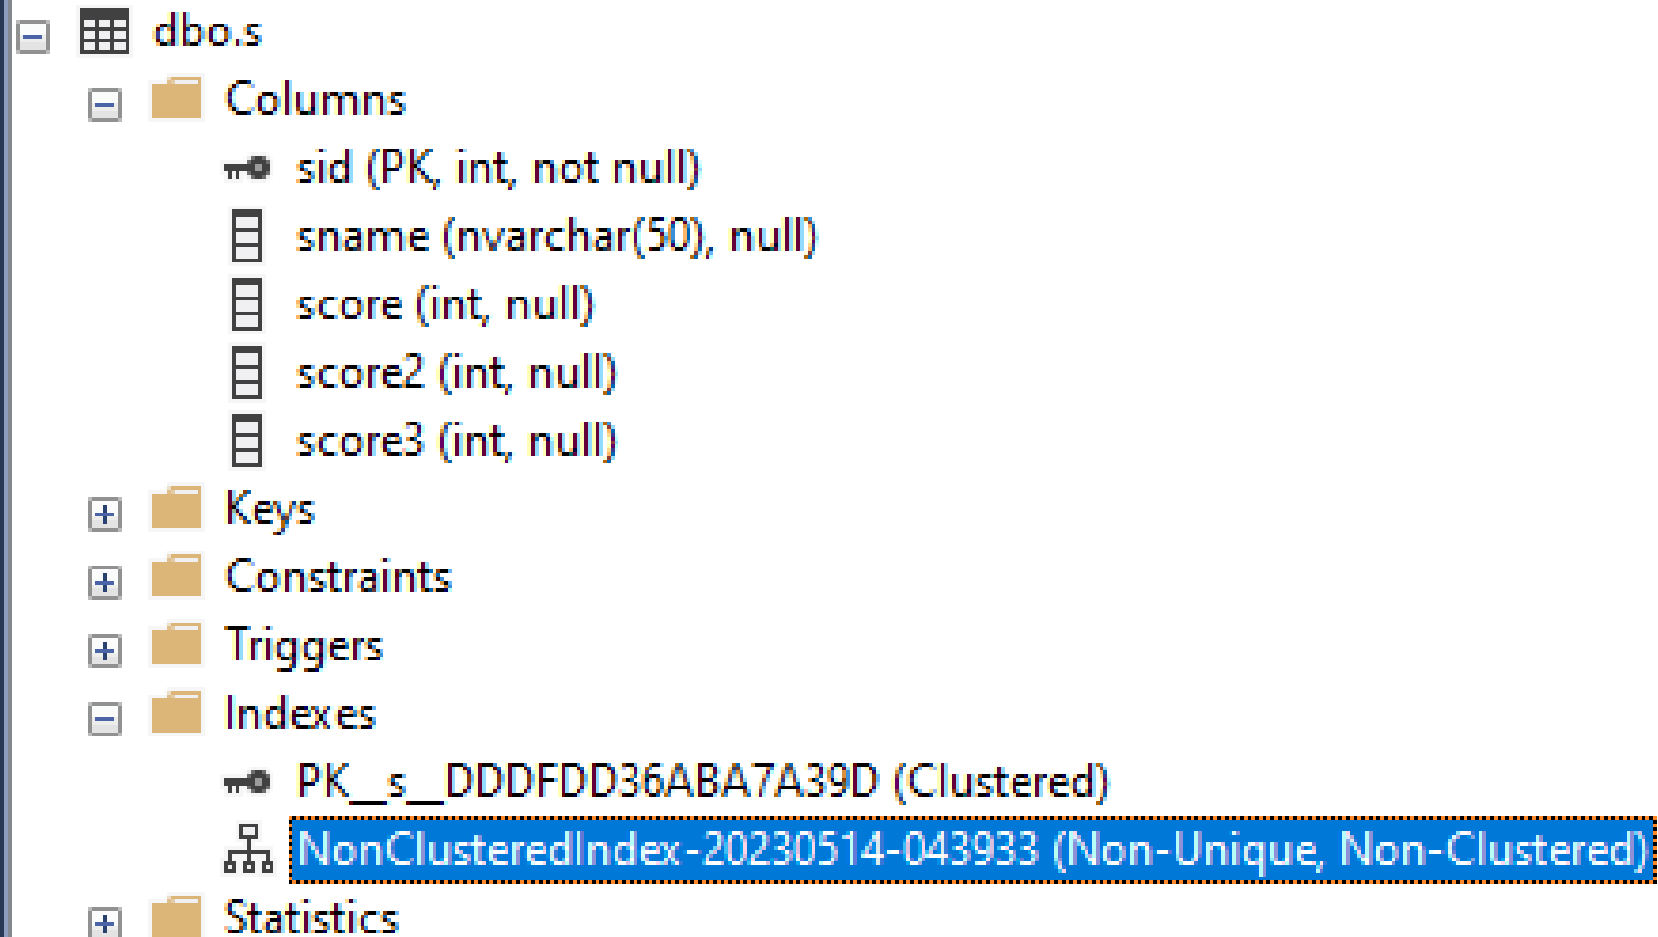 dbo.s
Columns
sid (PK, int, not null)
sname (nvarchar(50), null)
score (int, null)
score2 (int, null)
score3 (int, null)
Keys
Constraints
Triggers
Indexes
PK__s__DDDFDD36ABA7A39D (Clustered)
NonClusteredIndex-20230514-043933 (Non-Unique, Non-Clustered)
Statistics